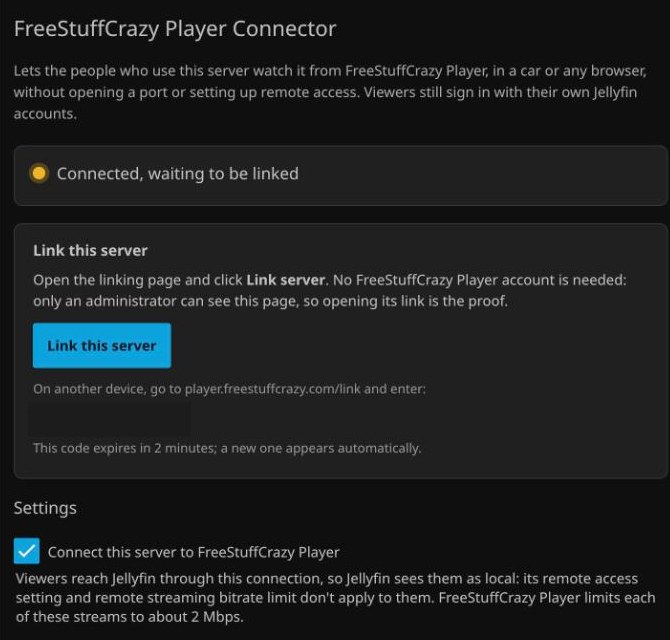 FreeStuffCrazy Player Connector
Lets the people who use this server watch it from FreeStuffCrazy Player, in a car or any browser,
without opening a port or setting up remote access. Viewers still sign in with their own Jellyfin
accounts.
Connected, waiting to be linked
Link this server
Open the linking page and click Link server. No FreeStuffCrazy Player account is needed:
only an administrator can see this page, so opening its link is the proof.
Link this server
On another device, go to player.freestuffcrazy.com/link and enter:
This code expires in 2 minutes; a new one appears automatically.
Settings
Connect this server to FreeStuffCrazy Player
Viewers reach Jellyfin through this connection, so Jellyfin sees them as local: its remote access
setting and remote streaming bitrate limit don't apply to them. FreeStuffCrazy Player limits each
of these streams to about 2 Mbps.